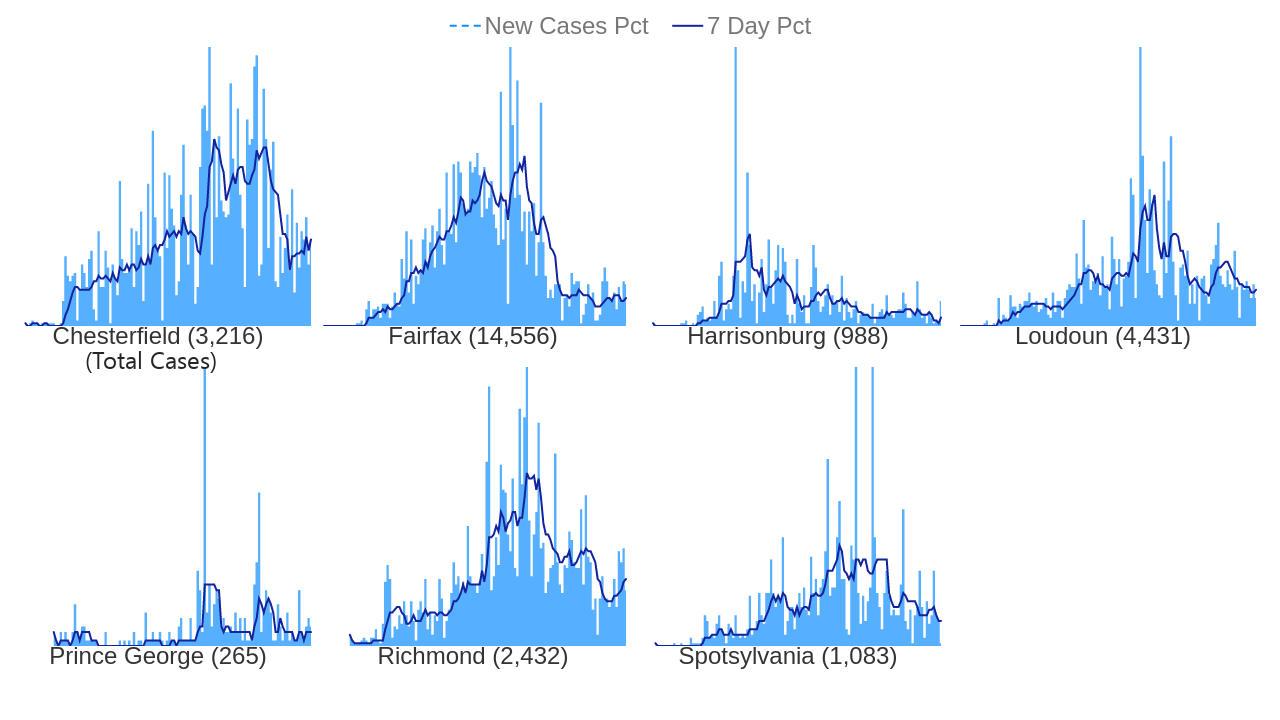 New Cases Pct 7 Day Pct
Chesterfield (3,216) Fairfax (14,556) Harrisonburg (988) Loudoun (4,431)
(Total Cases)
Prince George (265) Richmond (2,432) Spotsylvania (1,083)